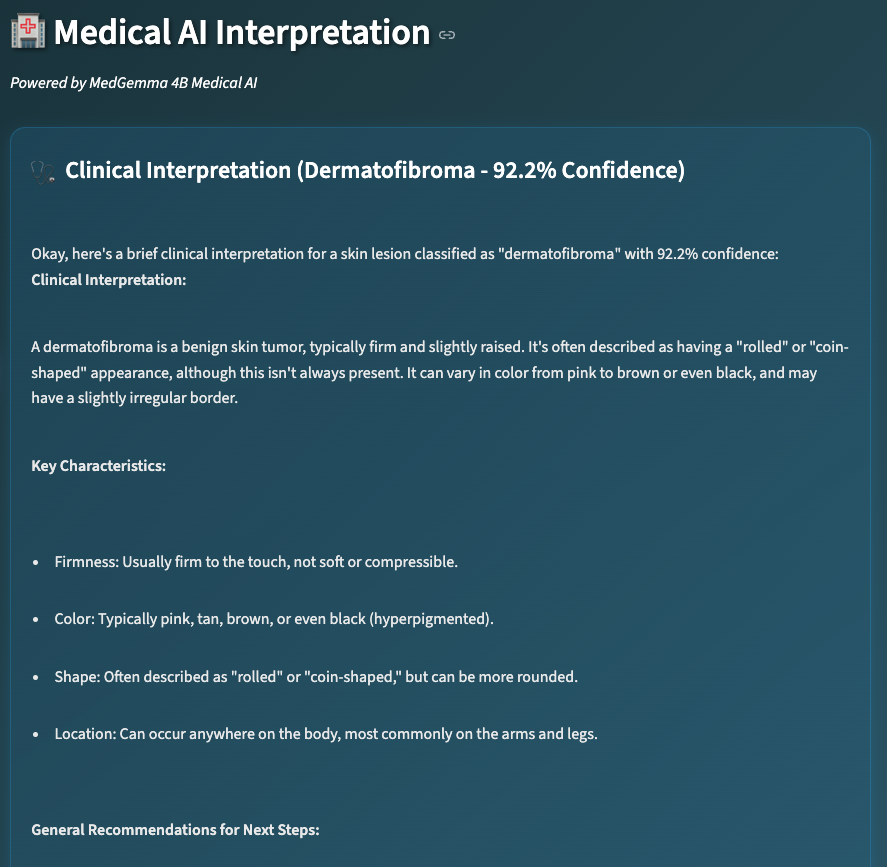 Medical AI Interpretation
Powered by MedGemma 4B Medical AI
Clinical Interpretation (Dermatofibroma - 92.2% Confidence)
Okay, here's a brief clinical interpretation for a skin lesion classified as "dermatofibroma" with 92.2% confidence:
Clinical Interpretation:
A dermatofibroma is a benign skin tumor, typically firm and slightly raised. It's often described as having a "rolled" or "coin-
shaped" appearance, although this isn't always present. It can vary in color from pink to brown or even black, and may
have a slightly irregular border.
Key Characteristics:
• Firmness: Usually firm to the touch, not soft or compressible.
• Color: Typically pink, tan, brown, or even black (hyperpigmented).
• Shape: Often described as "rolled" or "coin-shaped," but can be more rounded.
• Location: Can occur anywhere on the body, most commonly on the arms and legs.
General Recommendations for Next Steps: